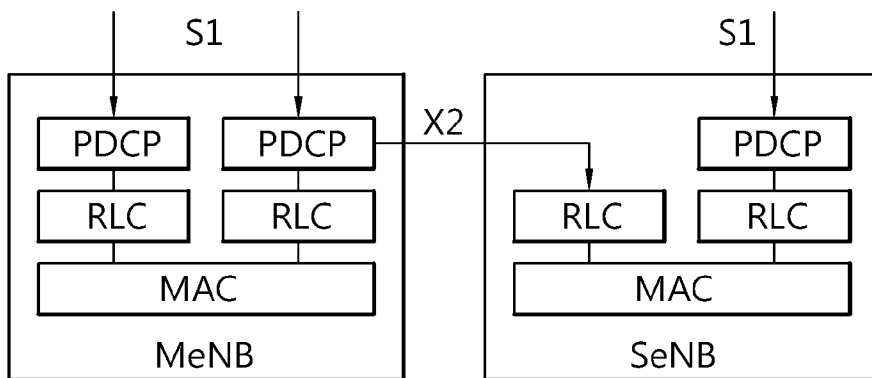 S1 S1
X2
PDCP PDCP PDCP
RLC RLC RLC RLC
MAC MAC
MeNB SeNB